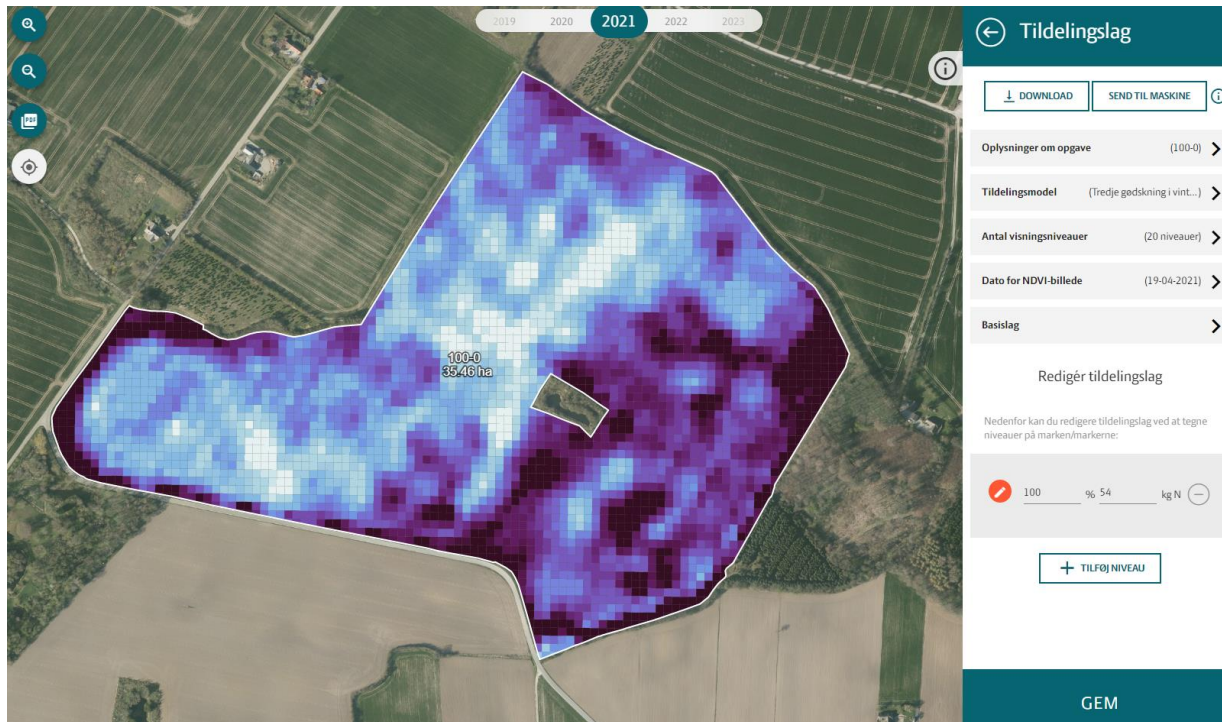 2019 2020 2021 2022 2023
PDF
100-0
35.46 ha
Tildelingslag
DOWNLOAD
SEND TIL MASKINE
Oplysninger om opgave (100-0)
Tildelingsmodel (Tredje gødskning i vint...)
Antal visningsniveauer (20 niveauer)
Dato for NDVI-billede (19-04-2021)
Basislag
Redigér tildelingslag
Nedenfor kan du redigere tildelingslag ved at tegne
niveauer på marken/markerne:
100 % 54 kg N
TILFØJ NIVEAU
GEM